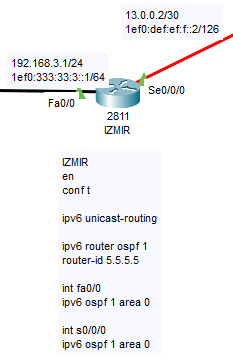 13.0.0.2/30
1ef0:def:ef:f::2/126
192.168.3.1/24
1ef0:333:33:3::1/64
Fa0/0
Se0/0/0
2811
IZMIR
IZMIR
en
conf t
ipv6 unicast-routing
ipv6 router ospf 1
router-id 5.5.5.5
int fa0/0
ipv6 ospf 1 area 0
int s0/0/0
ipv6 ospf 1 area 0